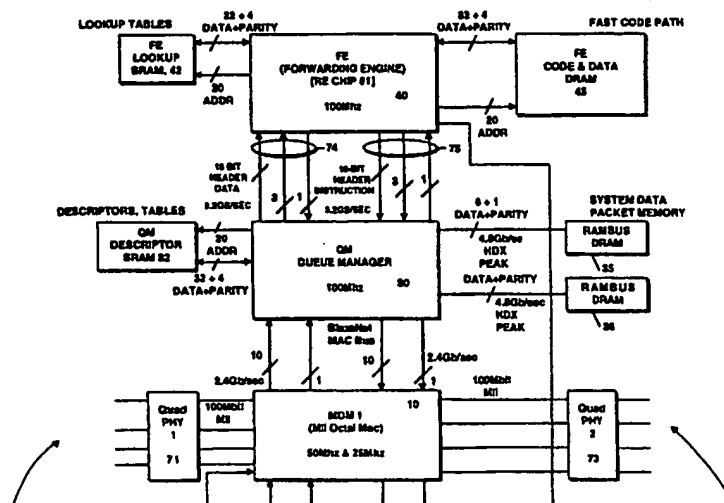 LOOKUP TABLES
32 + 4
DATA+PARITY
FE
LOOKUP
SRAM, 42
20
ADDR
FE
(FORWARDING ENGINE)
[RE CHIP #1]
100Mhz
40
32 + 4
DATA+PARITY
FAST CODE PATH
FE
CODE & DATA
DRAM
45
20
ADDR
74
75
16-BIT
HEADER
DATA
3.2GB/SEC
3
1
16-BIT
HEADER
INSTRUCTION
3.2GB/SEC
3
1
DESCRIPTORS, TABLES
QM
DESCRIPTOR
SRAM 32
20
ADDR
32 + 4
DATA+PARITY
QM
QUEUE MANAGER
100Mhz
30
8 + 1
DATA+PARITY
4.8Gb/sec
HDX
PEAK
DATA+PARITY
4.8Gb/sec
HDX
PEAK
SYSTEM DATA
PACKET MEMORY
RAMBUS
DRAM
35
RAMBUS
DRAM
36
BlazeNet
MAC Bus
10
2.4Gb/sec
1
10
2.4Gb/sec
1
Quad
PHY
1
71
100Mbit
MII
MOM 1
(MII Octal Mac)
50Mhz & 25Mhz
10
100Mbit
MII
Quad
PHY
2
73